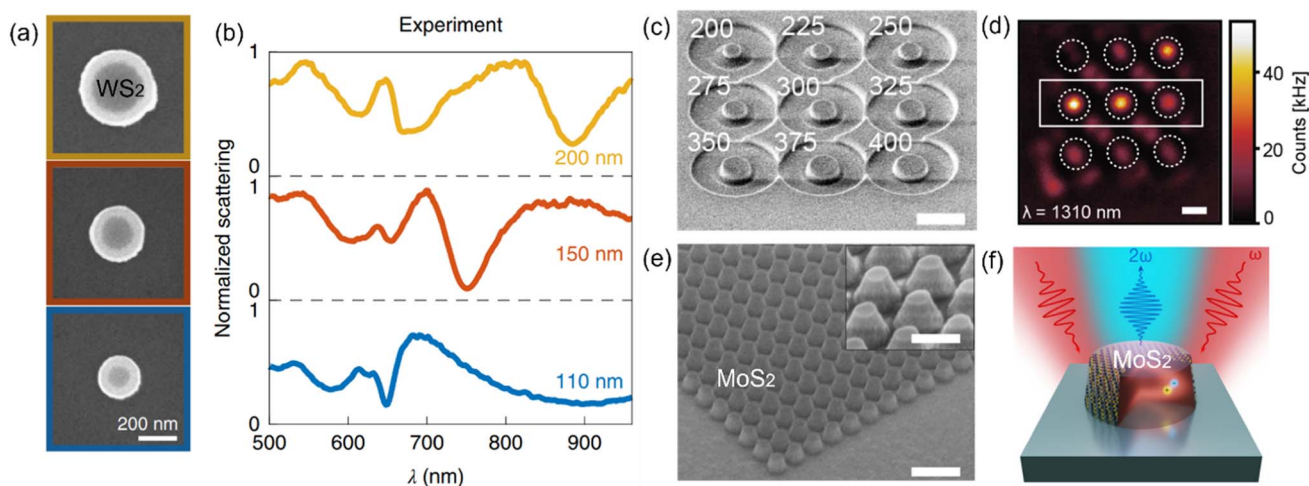 (a)
WS2
200 nm
(b)
Experiment
Normalized scattering
1
0
200 nm
1
0
150 nm
1
0
110 nm
500 600 700 800 900
λ (nm)
(c)
200 225 250
275 300 325
350 375 400
(d)
λ = 1310 nm
40
20
0
Counts [kHz]
(e)
MoS2
(f)
2ω
ω
MoS2